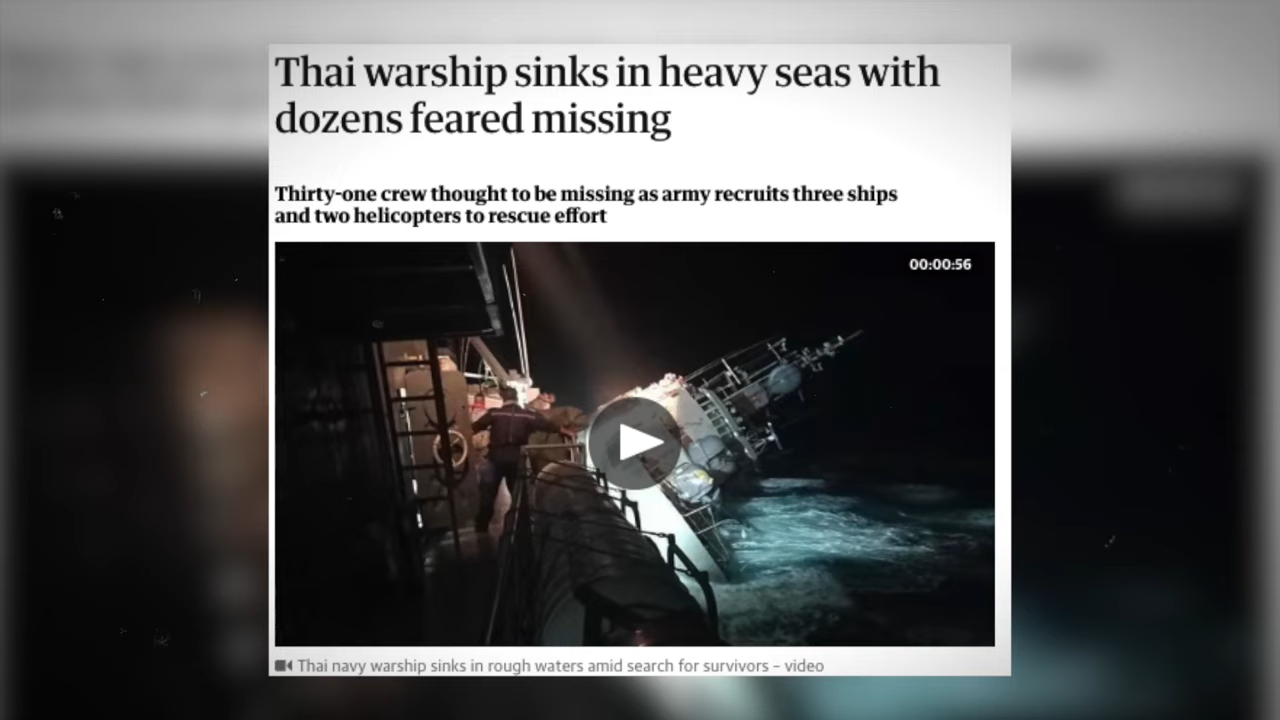 Thai warship sinks in heavy seas with
dozens feared missing
Thirty-one crew thought to be missing as army recruits three ships
and two helicopters to rescue effort
00:00:56
Thai navy warship sinks in rough waters amid search for survivors – video